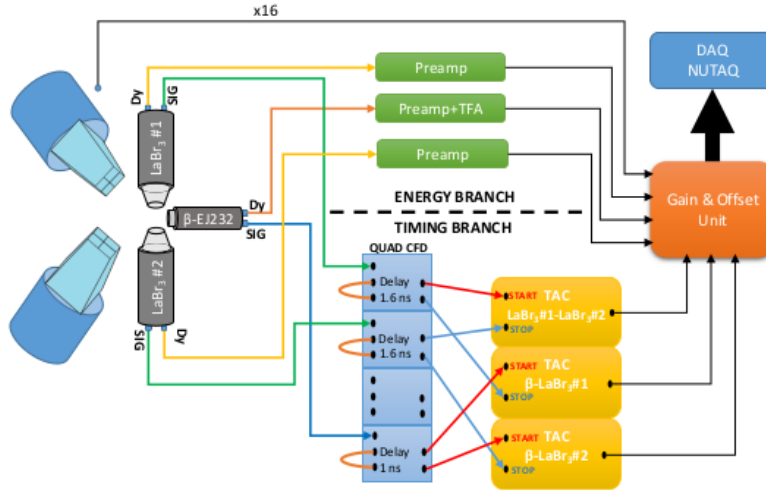 x16
DAQ
NUTAQ
Dy
SIG
LaBr₃ #1
Preamp
Preamp+TFA
Preamp
β-EJ232
Dy
SIG
LaBr₃ #2
SIG
Dy
ENERGY BRANCH
TIMING BRANCH
Gain & Offset
Unit
QUAD CFD
Delay
1.6 ns
Delay
1.6 ns
Delay
1 ns
START TAC
LaBr₃#1-LaBr₃#2
STOP
START TAC
β-LaBr₃#1
STOP
START TAC
β-LaBr₃#2
STOP